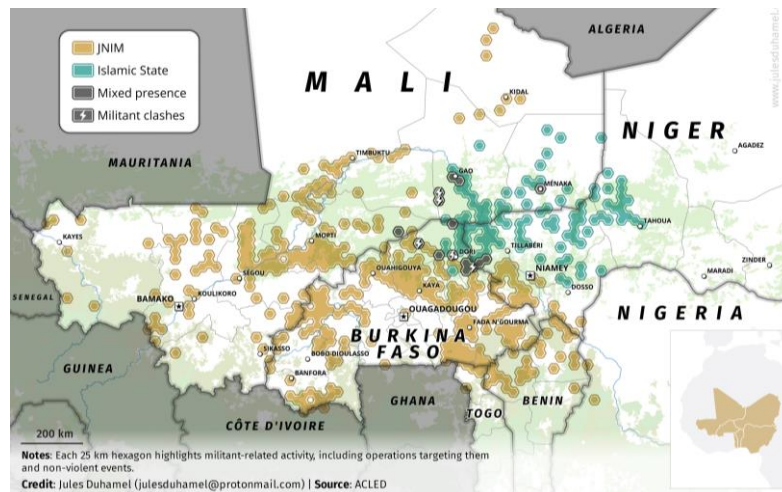 ALGERIA
www.julesduhamel.
JNIM
Islamic State
Mixed presence
Militant clashes
MALI
KIDAL
NIGER
AGADEZ
MAURITANIA
TIMBUKTU
GAO
MÉNAKA
TAHOUA
KAYES
MOPTI
DORI
TILLABÉRI
ZINDER
SÉGOU
OUAHIGOUYA
NIAMEY
MARADI
SENEGAL
BAMAKO
KOULIKORO
KAYA
DOSSO
OUAGADOUGOU
NIGERIA
FADA N'GOURMA
BURKINA
FASO
SIKASSO
BOBO-DIOULASSO
GUINEA
BANFORA
GHANA
TOGO
BENIN
CÔTE D'IVOIRE
200 km
Notes: Each 25 km hexagon highlights militant-related activity, including operations targeting them
and non-violent events.
Credit: Jules Duhamel (julesduhamel@protonmail.com) | Source: ACLED